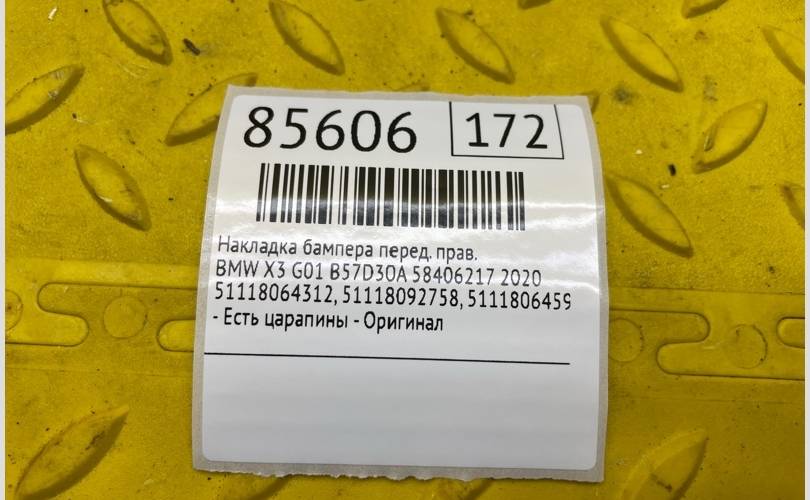 85606 172
Накладка бампера перед. прав.
BMW X3 G01 B57D30A 58406217 2020
51118064312, 51118092758, 5111806459
- Есть царапины - Оригинал